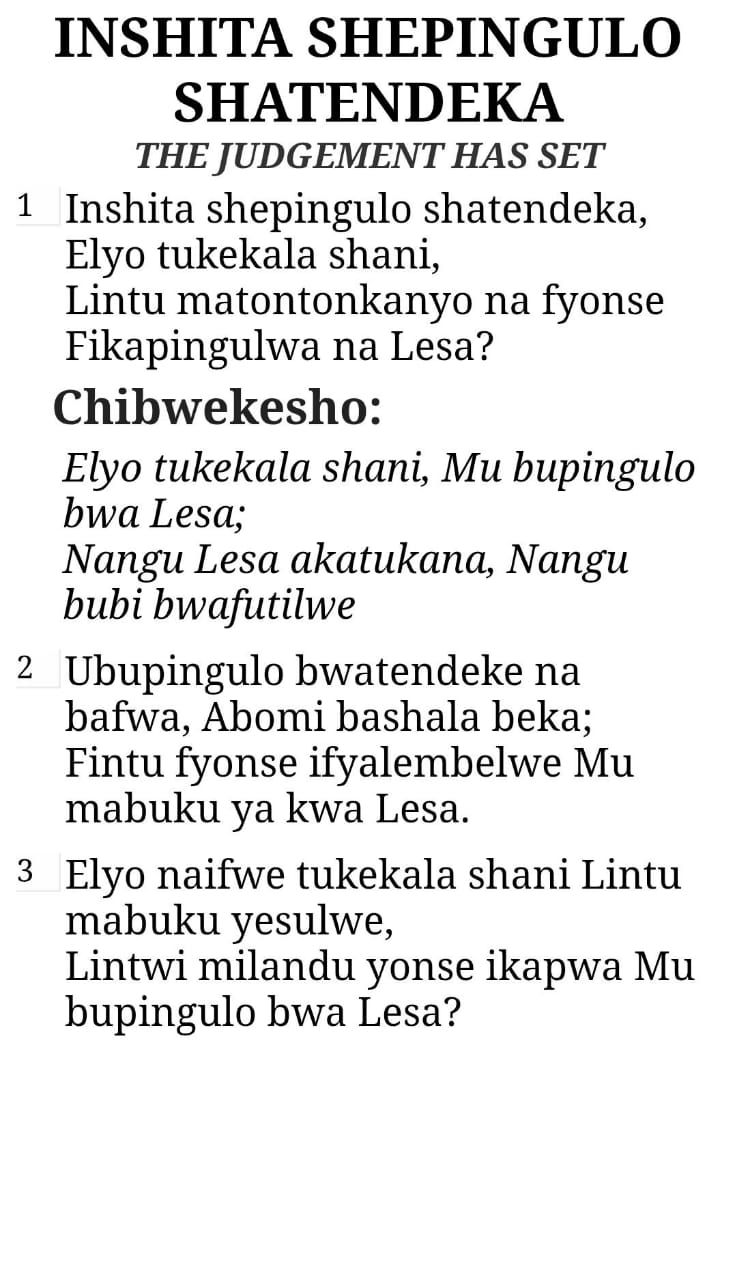 INSHITA SHEPINGULO
SHATENDEKA
THE JUDGEMENT HAS SET
1 Inshita shepingulo shatendeka,
Elyo tukekala shani,
Lintu matontonkanyo na fyonse
Fikapingulwa na Lesa?
Chibwekesho:
Elyo tukekala shani, Mu bupingulo
bwa Lesa;
Nangu Lesa akatukana, Nangu
bubi bwafutilwe
2 Ubupingulo bwatendeke na
bafwa, Abomi bashala beka;
Fintu fyonse ifyalembelwe Mu
mabuku ya kwa Lesa.
3 Elyo naifwe tukekala shani Lintu
mabuku yesulwe,
Lintwi milandu yonse ikapwa Mu
bupingulo bwa Lesa?